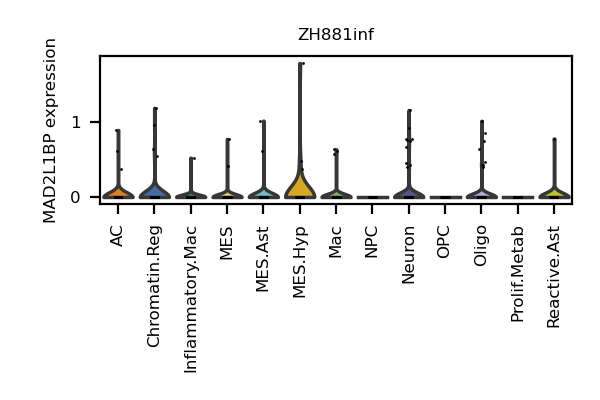 ZH881inf
MAD2L1BP expression
1
0
AC
Chromatin.Reg
Inflammatory.Mac
MES
MES.Ast
MES.Hyp
Mac
NPC
Neuron
OPC
Oligo
Prolif.Metab
Reactive.Ast